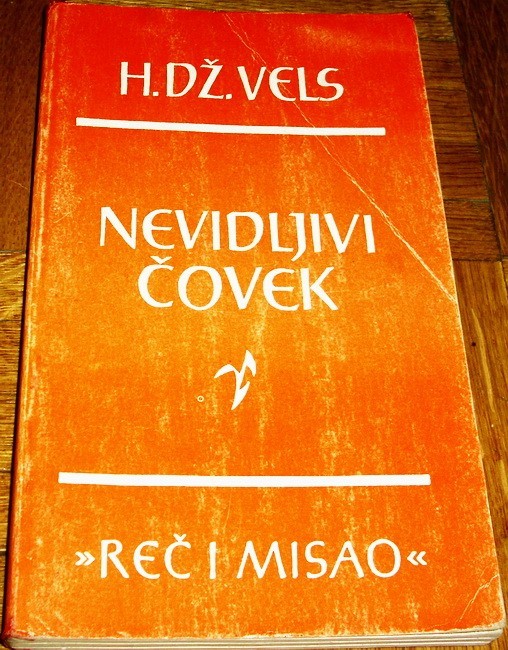 H.DŽ.VELS
NEVIDLJIVI
ČOVEK
»REČ I MISAO«